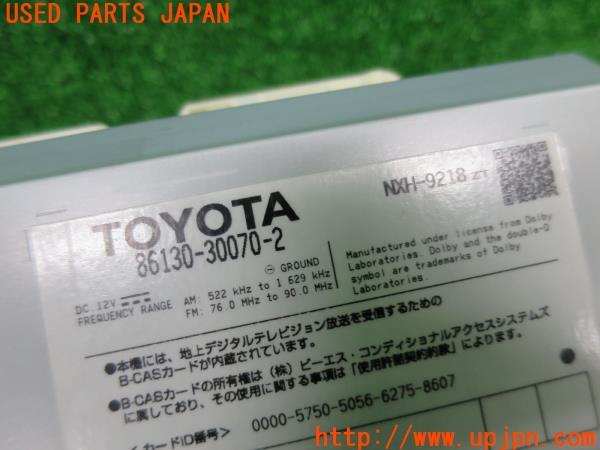 USED PARTS JAPAN
TOYOTA
NXH-9218 ZT
86130-30070-2
DC.12V
GROUND
FREQUENCY RANGE AM: 522 kHz to 1 629 kHz
FM: 76.0 MHz to 90.0 MHz
Manufactured under license from Dolby
Laboratories. Dolby and the double-D
symbol are trademarks of Dolby
Laboratories.
●本機には、地上デジタルテレビジョン放送を受信するための
B-CASカードが内蔵されています。
●B-CASカードの所有権は(株)ビーエス・コンディショナルアクセスシステムズ
に属しており、その使用に関する事項は「使用許諾契約約款」によります。
〈カードID番号〉 0000-5750-5056-6275-8607
http://www.upjpn.com/